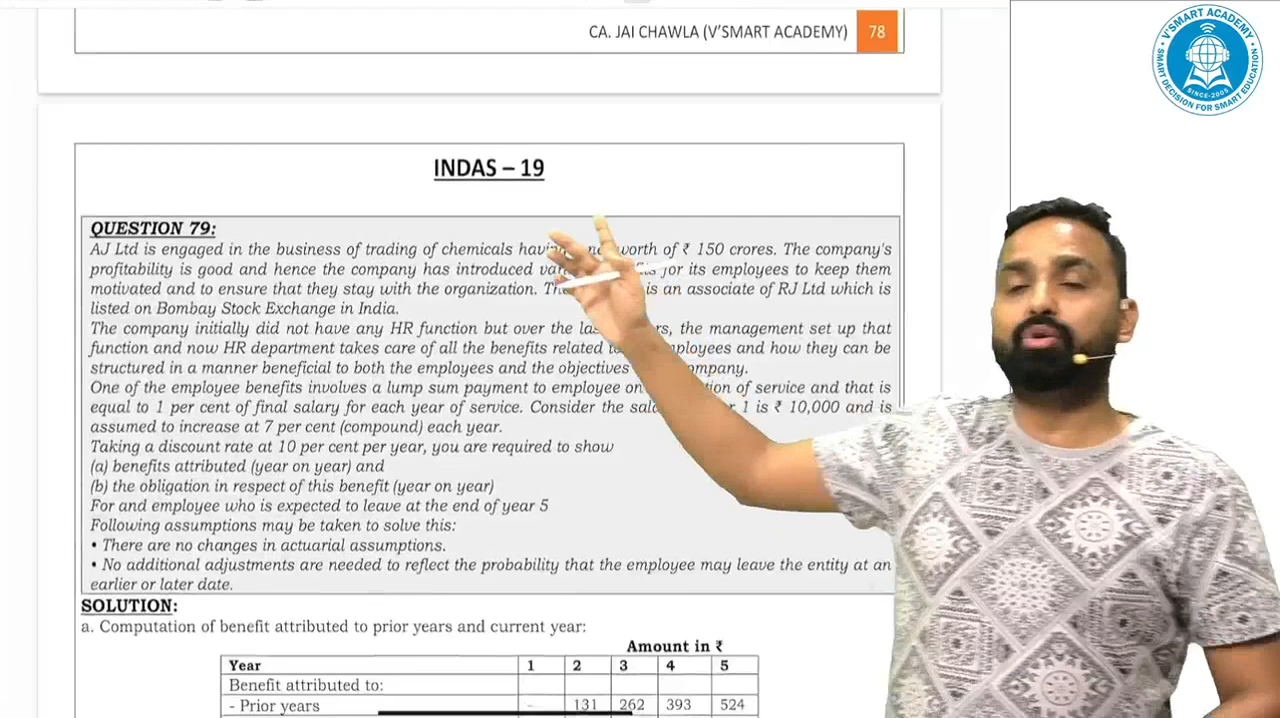 CA. JAI CHAWLA (V'SMART ACADEMY) 78
V'SMART ACADEMY
SINCE-2005
SMART DECISION FOR SMART EDUCATION
INDAS – 19
QUESTION 79:
AJ Ltd is engaged in the business of trading of chemicals worth of ₹ 150 crores. The company's
profitability is good and hence the company has introduced for its employees to keep them
motivated and to ensure that they stay with the organization. is an associate of RJ Ltd which is
listed on Bombay Stock Exchange in India.
The company initially did not have any HR function but over the the management set up that
function and now HR department takes care of all the benefits related and how they can be
structured in a manner beneficial to both the employees and the objectives
One of the employee benefits involves a lump sum payment to employee of service and that is
equal to 1 per cent of final salary for each year of service. Consider the 1 is ₹ 10,000 and is
assumed to increase at 7 per cent (compound) each year.
Taking a discount rate at 10 per cent per year, you are required to show
(a) benefits attributed (year on year) and
(b) the obligation in respect of this benefit (year on year)
For and employee who is expected to leave at the end of year 5
Following assumptions may be taken to solve this:
• There are no changes in actuarial assumptions.
• No additional adjustments are needed to reflect the probability that the employee may leave the entity at an
earlier or later date.
SOLUTION:
a. Computation of benefit attributed to prior years and current year:
Amount in ₹
Year 1 2 3 4 5
Benefit attributed to:
- Prior years - 131 262 393 524